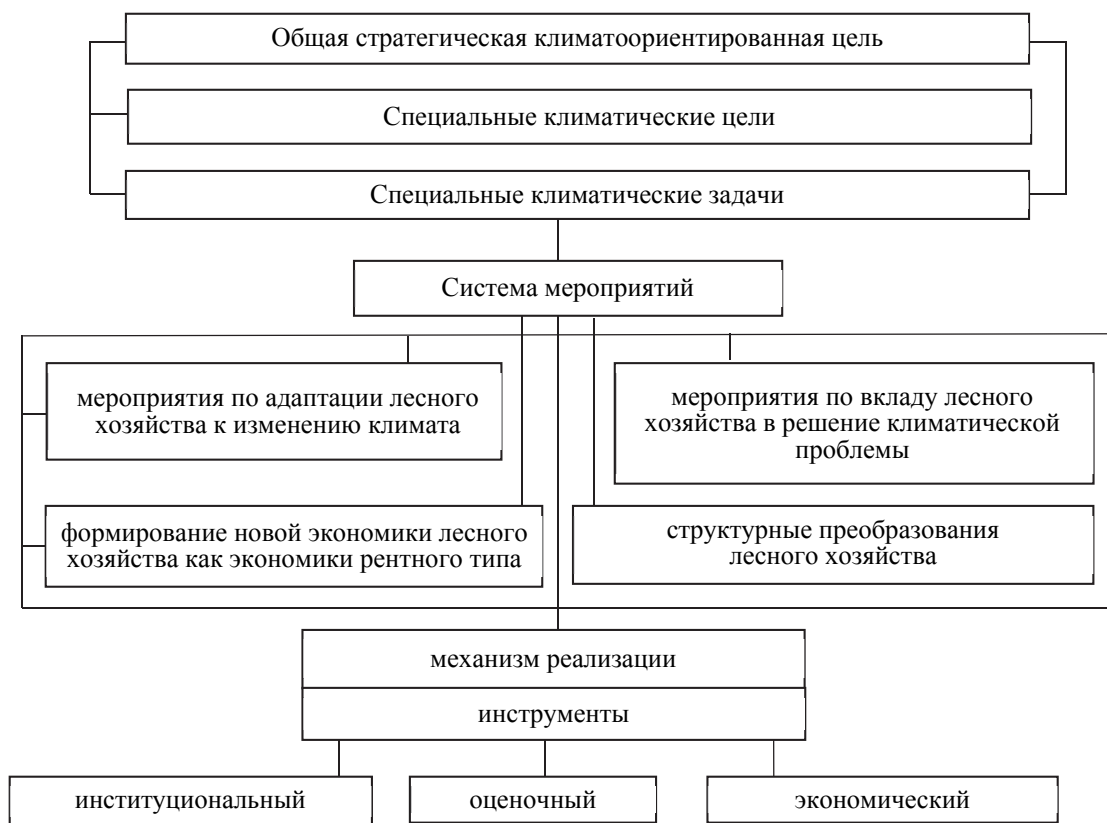 Общая стратегическая климатоориентированная цель
Специальные климатические цели
Специальные климатические задачи
Система мероприятий
мероприятия по адаптации лесного
хозяйства к изменению климата
мероприятия по вкладу лесного
хозяйства в решение климатической
проблемы
формирование новой экономики лесного
хозяйства как экономики рентного типа
структурные преобразования
лесного хозяйства
механизм реализации
инструменты
институциональный
оценочный
экономический